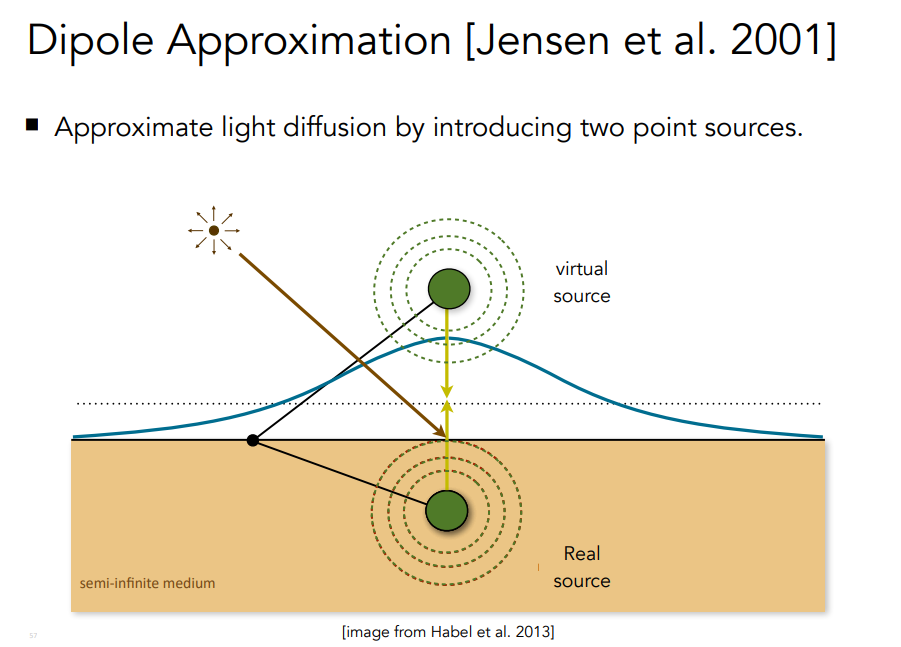 Dipole Approximation [Jensen et al. 2001]
■ Approximate light diffusion by introducing two point sources.
virtual
source
Real
source
semi-infinite medium
[image from Habel et al. 2013]
57